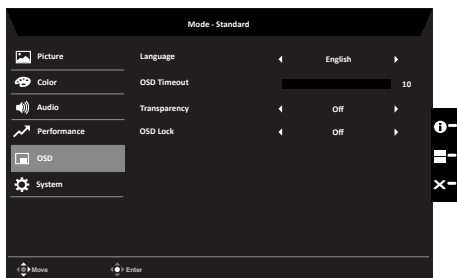 Mode - Standard
Picture
Language
English
Color
OSD Timeout
10
Audio
Transparency
Off
Performance
OSD Lock
Off
OSD
System
Move
Enter